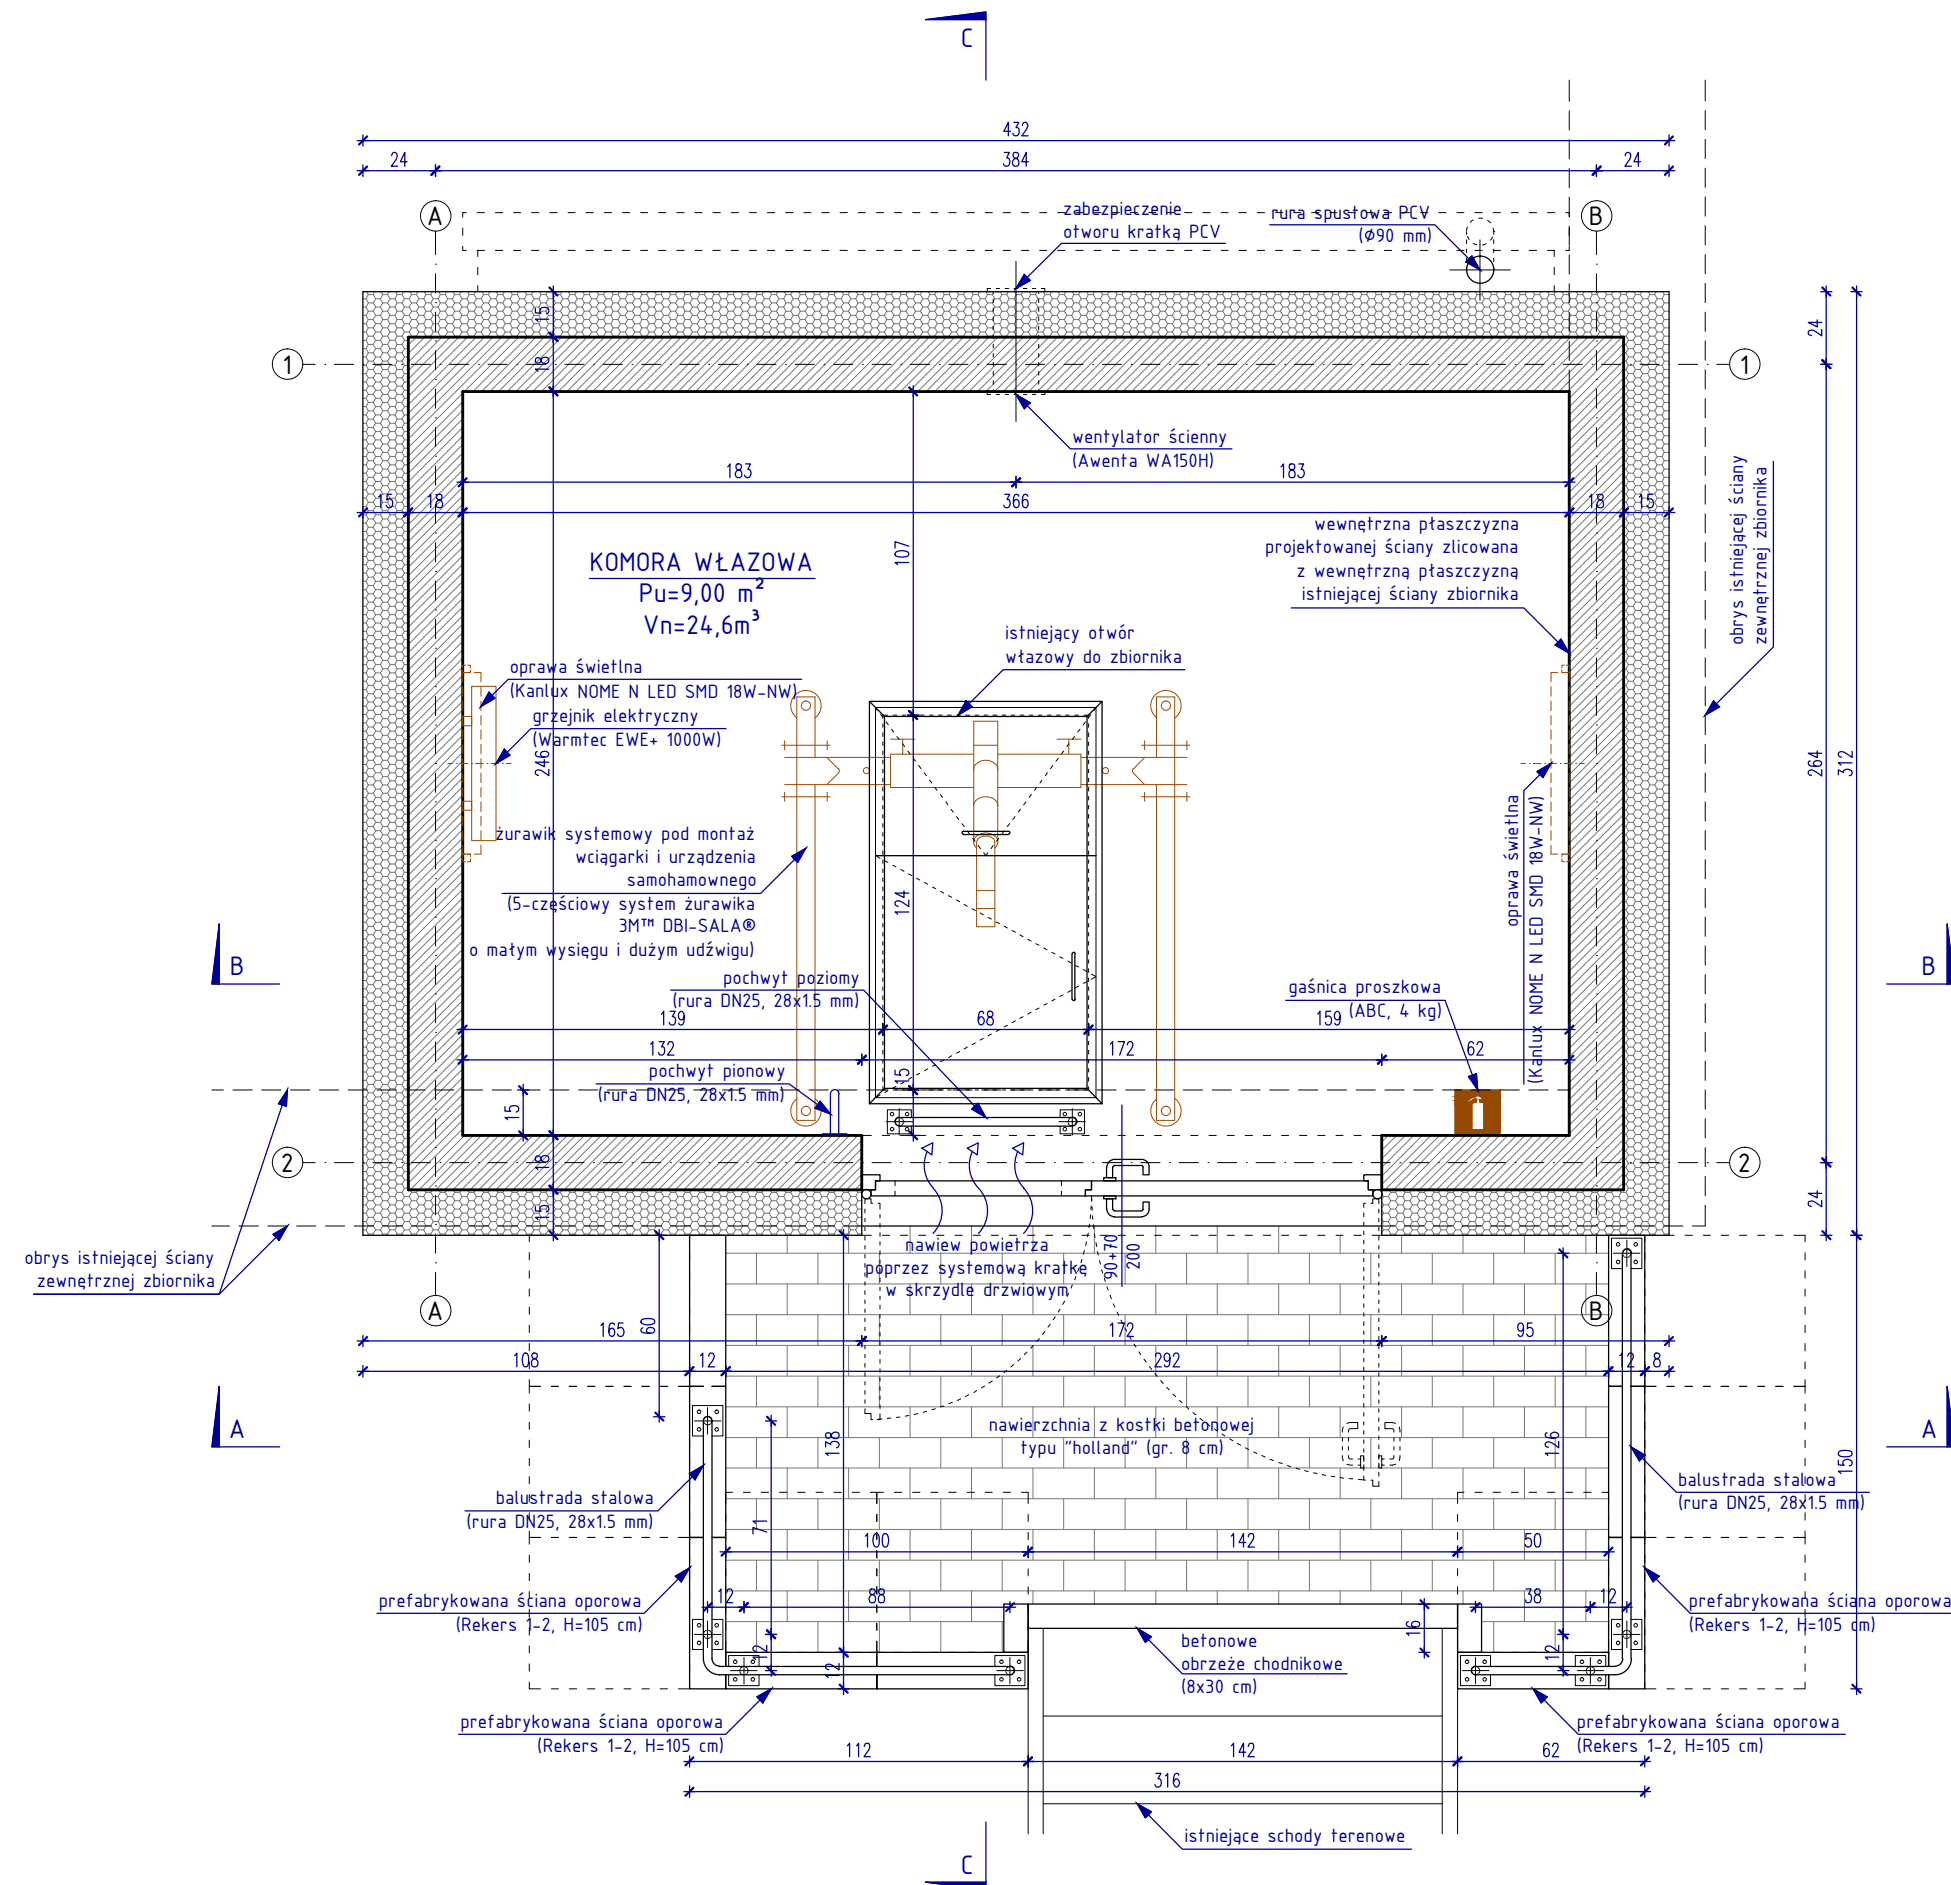 C
432
24
384
24
A
zabezpieczenie
otworu kratką PCV
rura spustowa PCV
(Ø90 mm)
B
15
24
1
18
1
wentylator ścienny
(Awenta WA150H)
183
183
15
18
366
18
15
wewnętrzna płaszczyzna
projektowanej ściany zlicowana
z wewnętrzną płaszczyzną
istniejącej ściany zbiornika
obrys istniejącej ściany
zewnętrznej zbiornika
107
KOMORA WŁAZOWA
Pu=9,00 m²
Vn=24,6m³
istniejący otwór
włazowy do zbiornika
oprawa świetlna
(Kanlux NOME N LED SMD 18W-NW)
grzejnik elektryczny
(Warmtec EWE+ 1000W)
246
264
312
żurawik systemowy pod montaż
wciągarki i urządzenia
samohamownego
(5-częściowy system żurawika
3M™ DBI-SALA®
o małym wysięgu i dużym udźwigu)
124
oprawa świetlna
(Kanlux NOME N LED SMD 18W-NW)
B
B
pochwyt poziomy
(rura DN25, 28x1.5 mm)
gaśnica proszkowa
(ABC, 4 kg)
139
68
159
132
172
62
pochwyt pionowy
(rura DN25, 28x1.5 mm)
15
15
2
18
2
15
24
obrys istniejącej ściany
zewnętrznej zbiornika
nawiew powietrza
poprzez systemową kratkę
w skrzydle drzwiowym
90+70
200
A
B
165
60
172
95
108
12
292
12
8
A
A
138
nawierzchnia z kostki betonowej
typu "holland" (gr. 8 cm)
126
150
balustrada stalowa
(rura DN25, 28x1.5 mm)
balustrada stalowa
(rura DN25, 28x1.5 mm)
71
100
142
50
prefabrykowana ściana oporowa
(Rekers 1-2, H=105 cm)
12
88
38
12
prefabrykowana ściana oporowa
(Rekers 1-2, H=105 cm)
16
12
12
12
betonowe
obrzeże chodnikowe
(8x30 cm)
prefabrykowana ściana oporowa
(Rekers 1-2, H=105 cm)
prefabrykowana ściana oporowa
(Rekers 1-2, H=105 cm)
112
142
62
316
istniejące schody terenowe
C